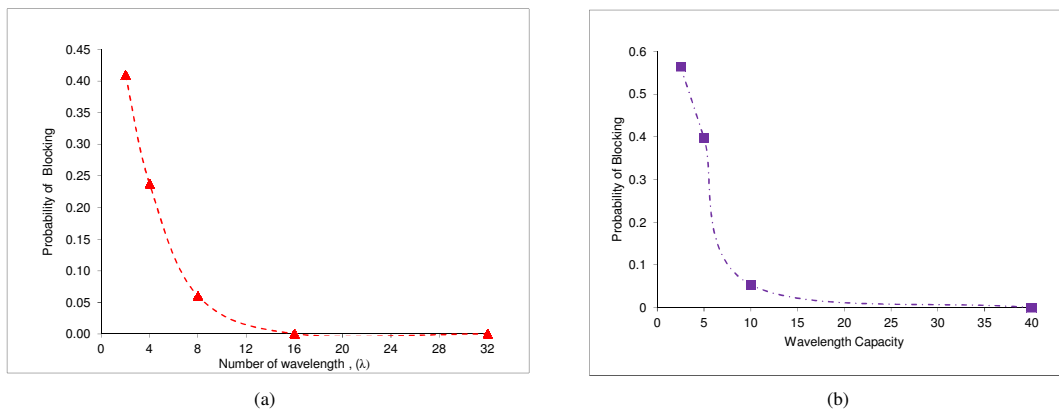 0.45
0.40
0.35
0.30
0.25
0.20
0.15
0.10
0.05
0.00
Probability of Blocking
0 4 8 12 16 20 24 28 32
Number of wavelength , (λ)
(a)
0.6
0.5
0.4
0.3
0.2
0.1
0
Probability of Blocking
0 5 10 15 20 25 30 35 40
Wavelength Capacity
(b)